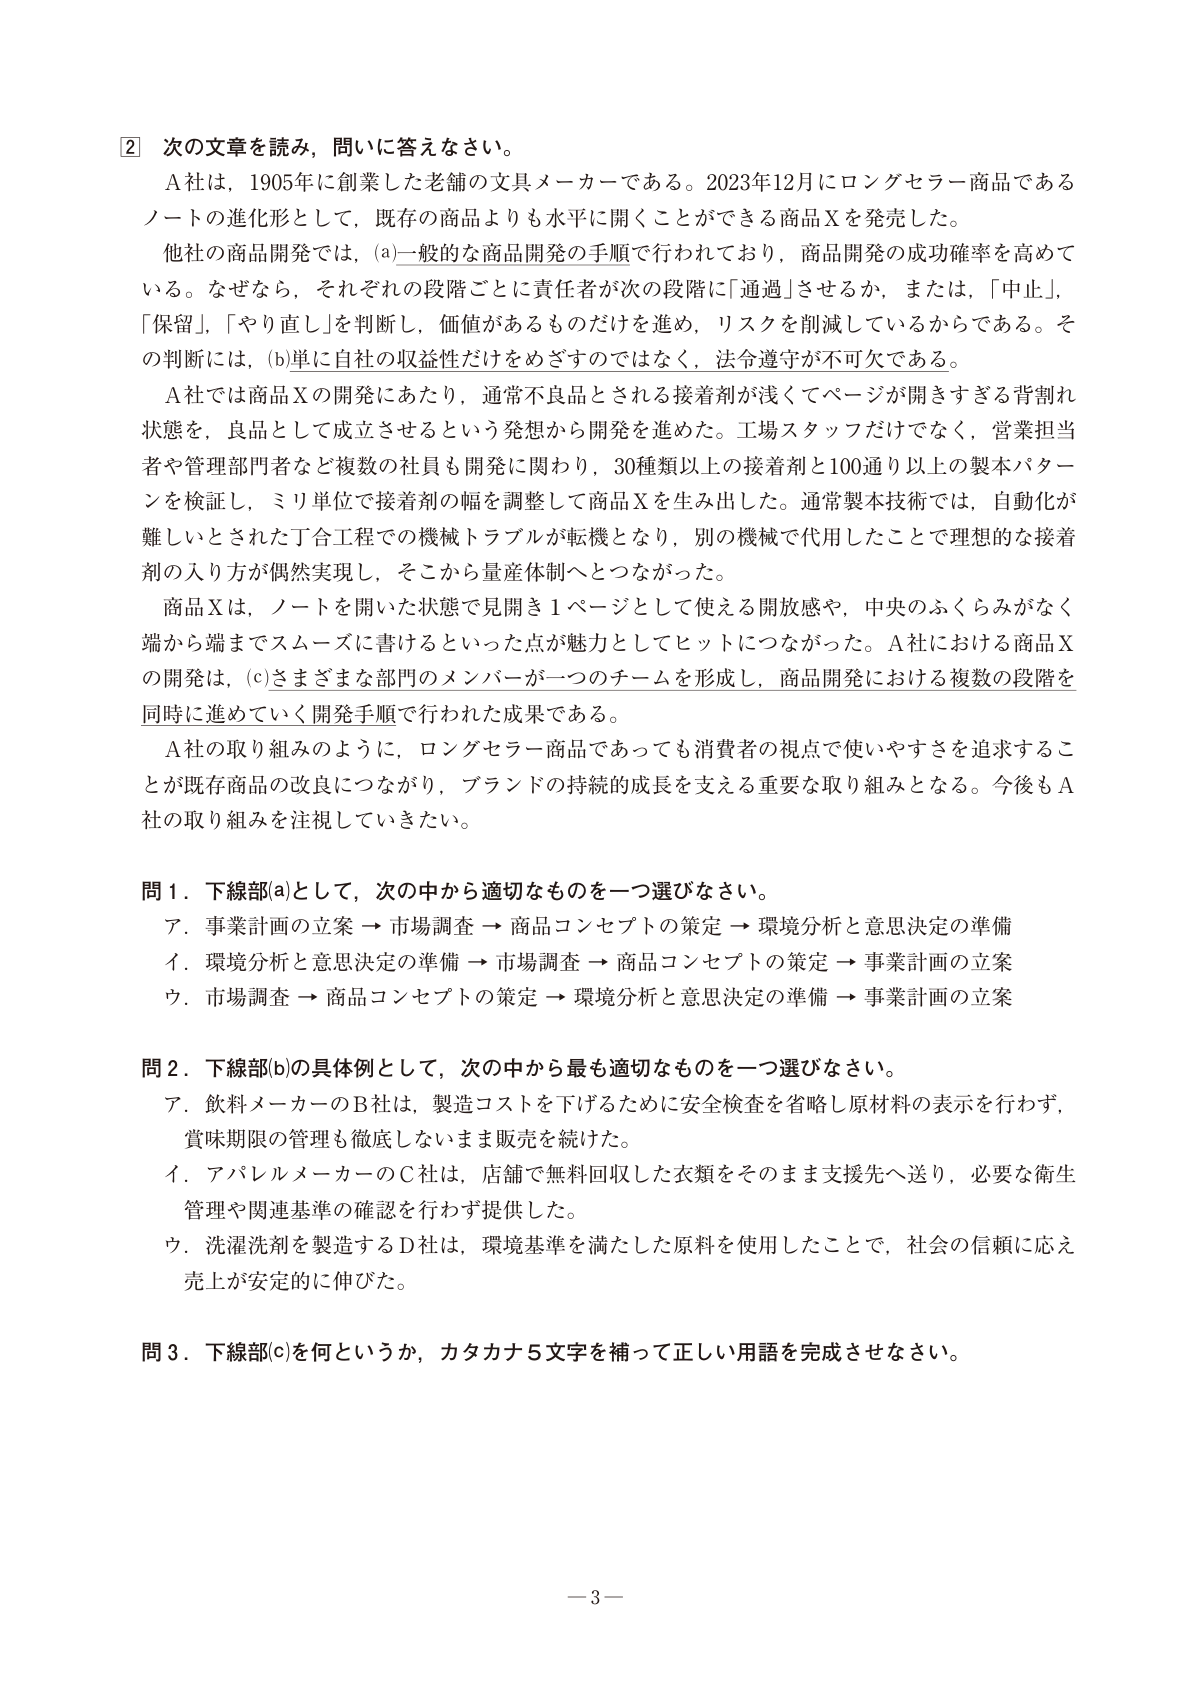 2 次の文章を読み，問いに答えなさい。
A社は，1905年に創業した老舗の文具メーカーである。2023年12月にロングセラー商品である
ノートの進化形として，既存の商品よりも水平に開くことができる商品Xを発売した。
他社の商品開発では，(a)一般的な商品開発の手順で行われており，商品開発の成功確率を高めて
いる。なぜなら，それぞれの段階ごとに責任者が次の段階に「通過」させるか，または，「中止」，
「保留」，「やり直し」を判断し，価値があるものだけを進め，リスクを削減しているからである。そ
の判断には，(b)単に自社の収益性だけをめざすのではなく，法令遵守が不可欠である。
A社では商品Xの開発にあたり，通常不良品とされる接着剤が浅くてページが開きすぎる背割れ
状態を，良品として成立させるという発想から開発を進めた。工場スタッフだけでなく，営業担当
者や管理部門者など複数の社員も開発に関わり，30種類以上の接着剤と100通り以上の製本パター
ンを検証し，ミリ単位で接着剤の幅を調整して商品Xを生み出した。通常製本技術では，自動化が
難しいとされた丁合工程での機械トラブルが転機となり，別の機械で代用したことで理想的な接着
剤の入り方が偶然実現し，そこから量産体制へとつながった。
商品Xは，ノートを開いた状態で見開き１ページとして使える開放感や，中央のふくらみがなく
端から端までスムーズに書けるといった点が魅力としてヒットにつながった。A社における商品X
の開発は，(c)さまざまな部門のメンバーが一つのチームを形成し，商品開発における複数の段階を
同時に進めていく開発手順で行われた成果である。
A社の取り組みのように，ロングセラー商品であっても消費者の視点で使いやすさを追求するこ
とが既存商品の改良につながり，ブランドの持続的成長を支える重要な取り組みとなる。今後もA
社の取り組みを注視していきたい。
問１．下線部(a)として，次の中から適切なものを一つ選びなさい。
ア．事業計画の立案 → 市場調査 → 商品コンセプトの策定 → 環境分析と意思決定の準備
イ．環境分析と意思決定の準備 → 市場調査 → 商品コンセプトの策定 → 事業計画の立案
ウ．市場調査 → 商品コンセプトの策定 → 環境分析と意思決定の準備 → 事業計画の立案
問２．下線部(b)の具体例として，次の中から最も適切なものを一つ選びなさい。
ア．飲料メーカーのB社は，製造コストを下げるために安全検査を省略し原材料の表示を行わず，
賞味期限の管理も徹底しないまま販売を続けた。
イ．アパレルメーカーのC社は，店舗で無料回収した衣類をそのまま支援先へ送り，必要な衛生
管理や関連基準の確認を行わず提供した。
ウ．洗濯洗剤を製造するD社は，環境基準を満たした原料を使用したことで，社会の信頼に応え
売上が安定的に伸びた。
問３．下線部(c)を何というか，カタカナ５文字を補って正しい用語を完成させなさい。
― 3 ―